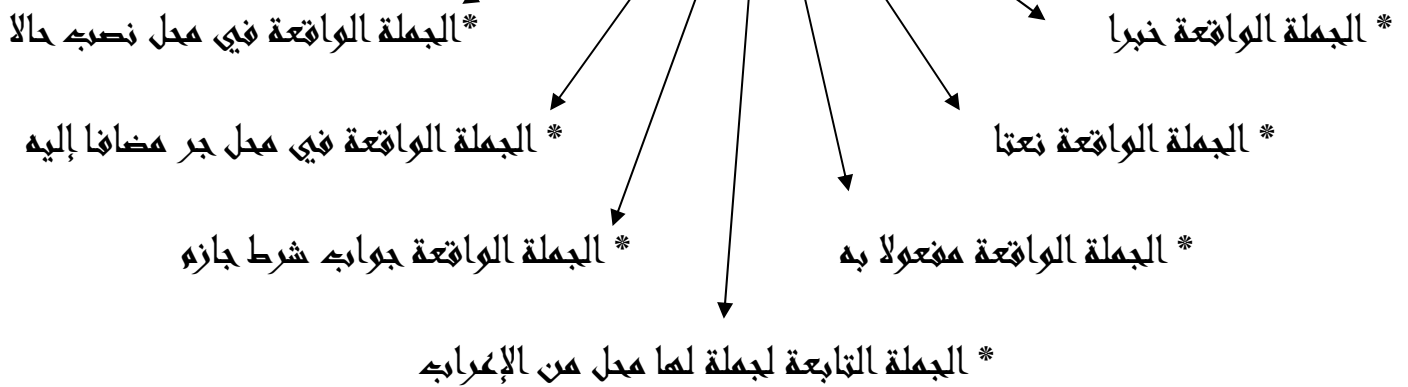 * الجملة الواقعة خبرا
*الجملة الواقعة في محل نصب حالا
* الجملة الواقعة نعتا
* الجملة الواقعة في محل جر مضافا إليه
* الجملة الواقعة مفعولا به
* الجملة الواقعة جواب شرط جازم
* الجملة التابعة لجملة لها محل من الإعراب